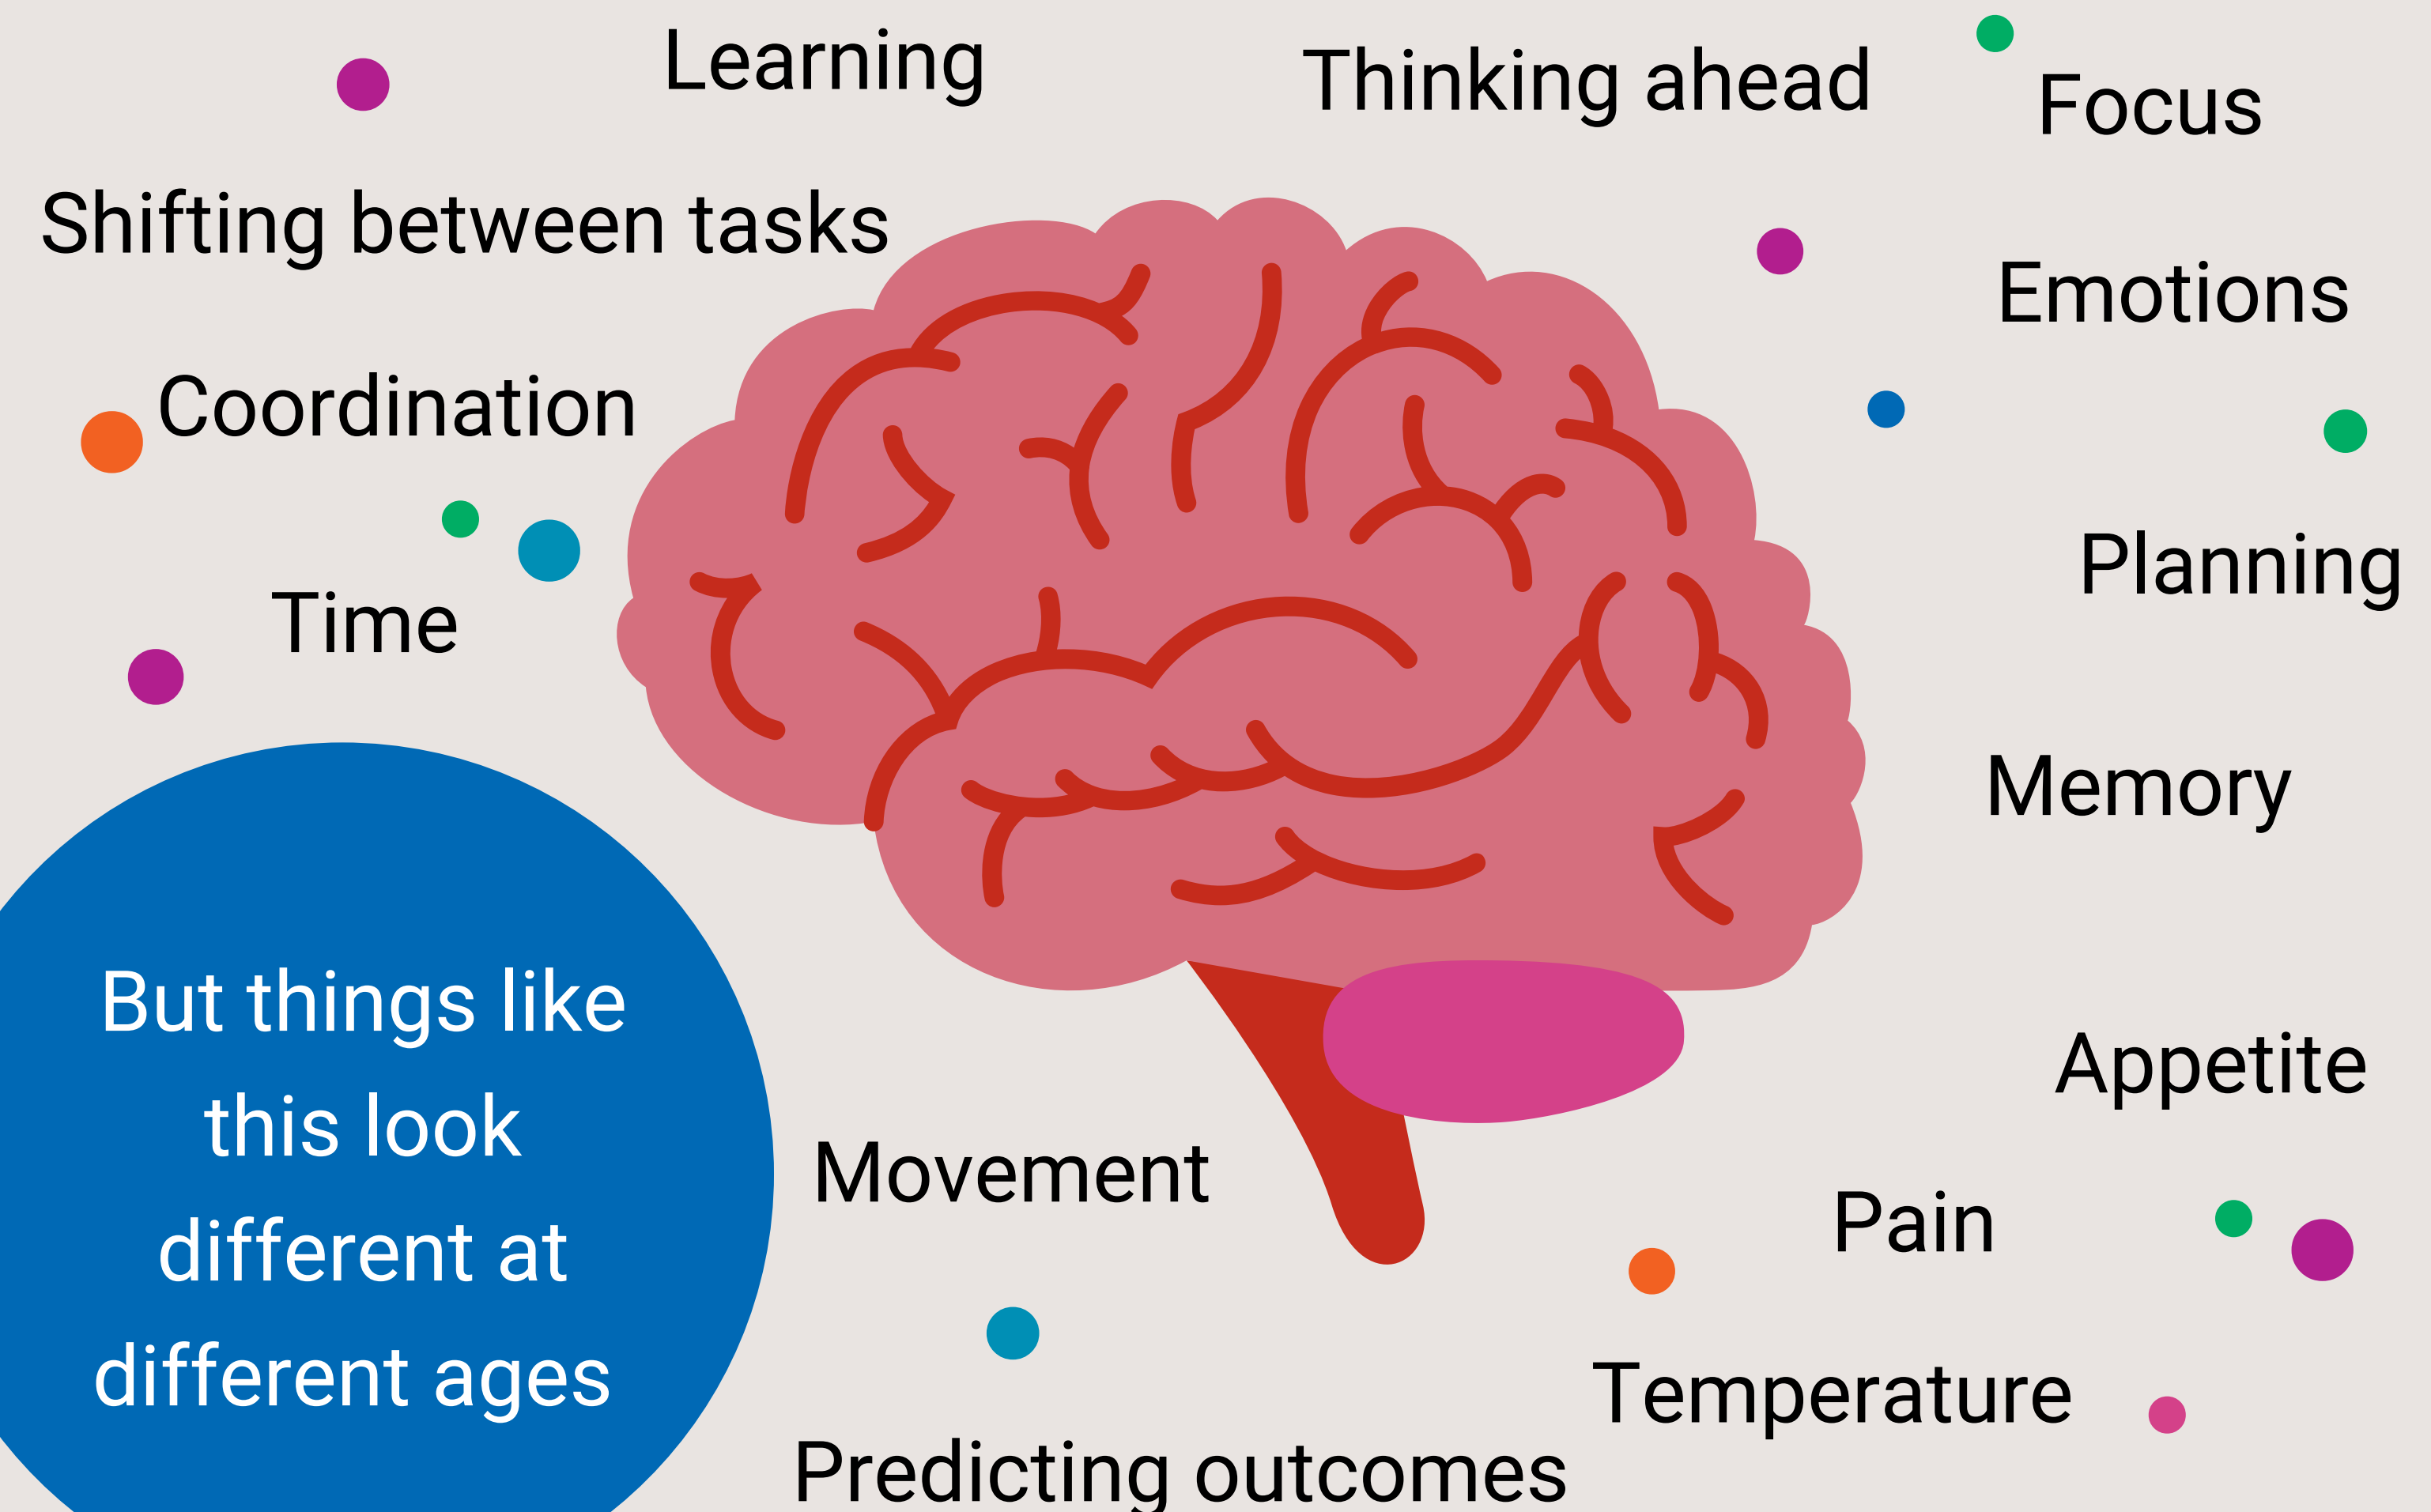 Learning
Thinking ahead
Focus
Shifting between tasks
Emotions
Coordination
Planning
Time
Memory
But things like
this look
different at
different ages
Appetite
Movement
Pain
Temperature
Predicting outcomes